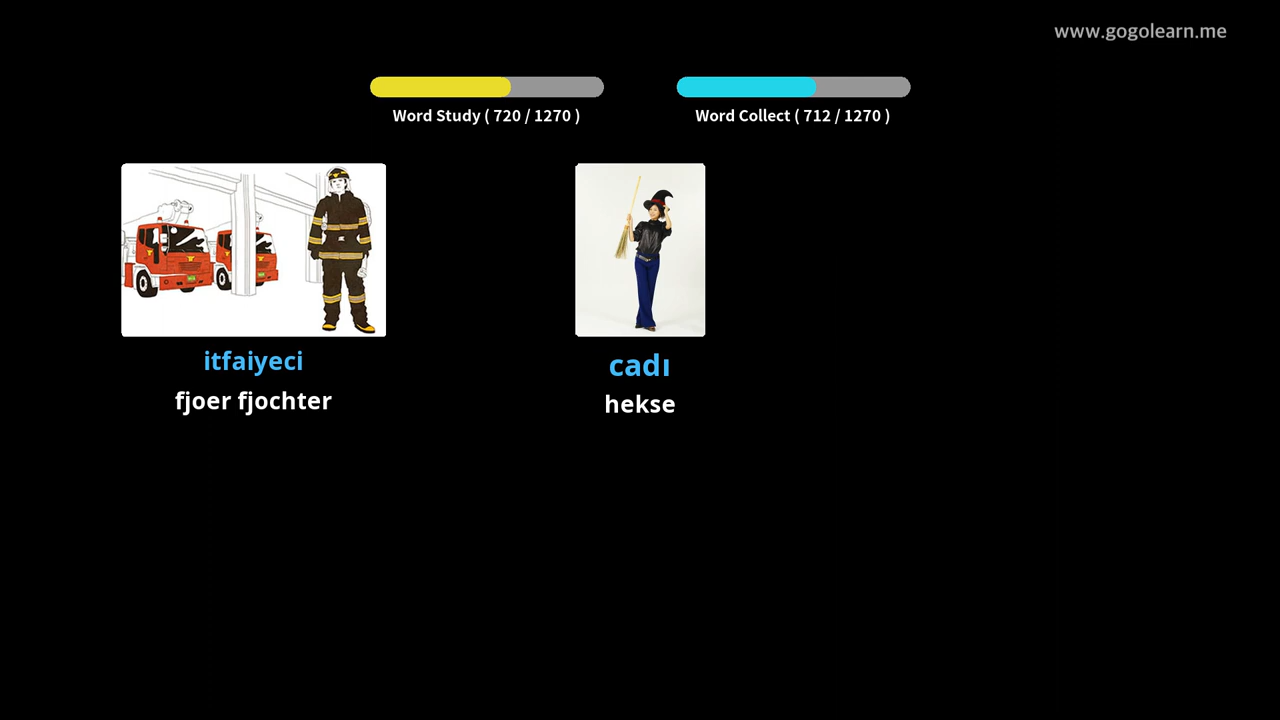 www.gogolearn.me
Word Study ( 720 / 1270 )
Word Collect ( 712 / 1270 )
itfaiyeci
fjoer fjochter
cadı
hekse